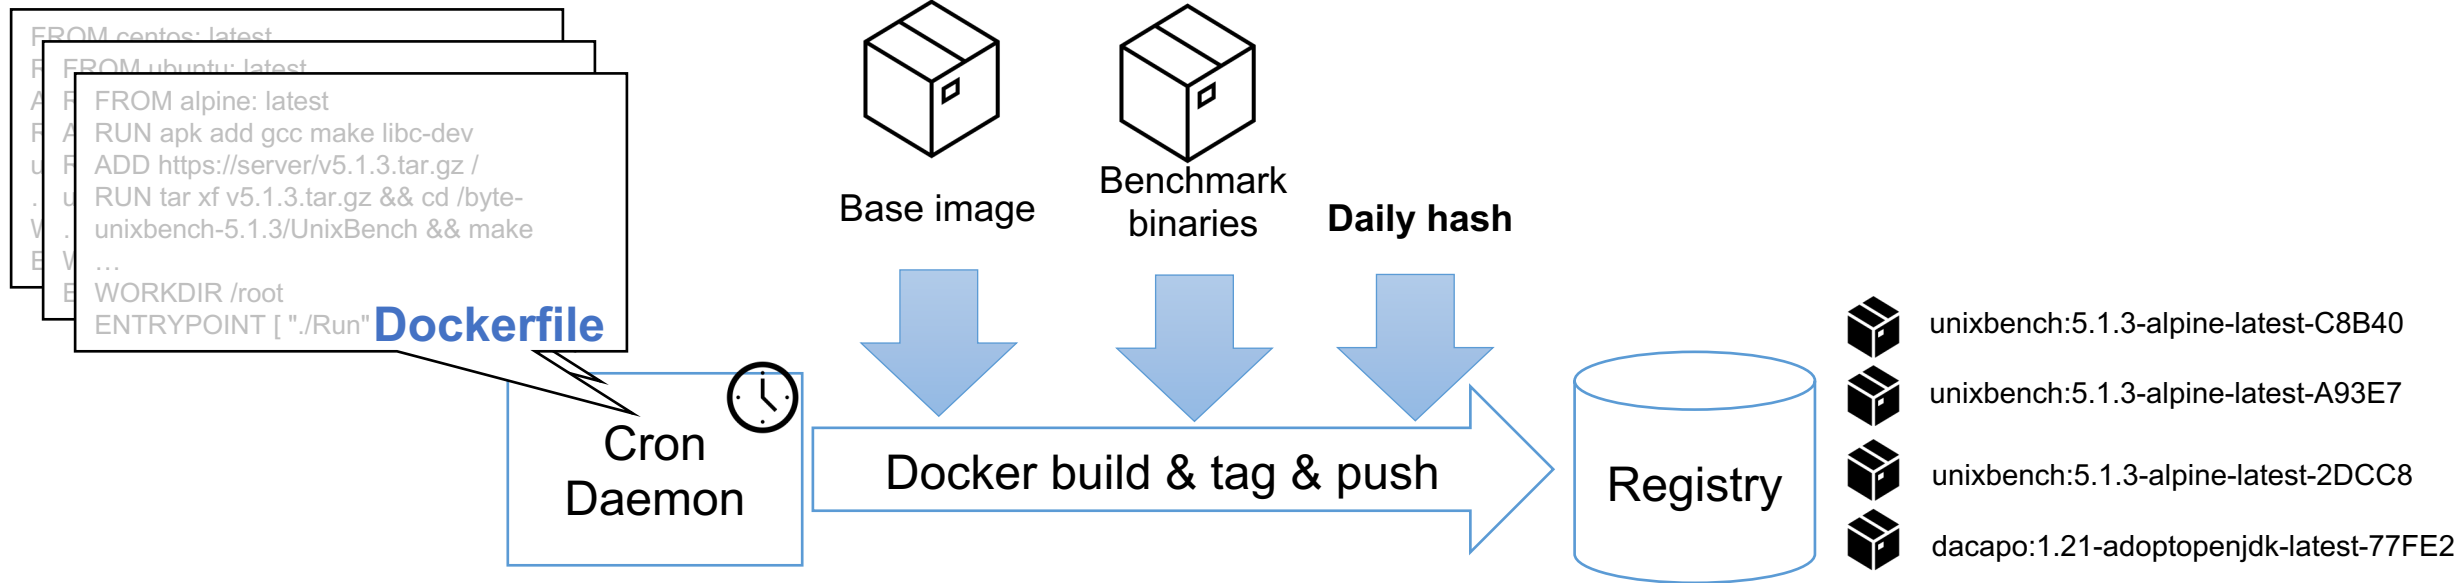 FROM centos: latest
FROM ubuntu: latest
FROM alpine: latest
RUN apk add gcc make libc-dev
ADD https://server/v5.1.3.tar.gz /
RUN tar xf v5.1.3.tar.gz && cd /byte-
unixbench-5.1.3/UnixBench && make
…
WORKDIR /root
ENTRYPOINT [ "./Run"
Dockerfile
Cron
Daemon
Base image
Benchmark
binaries
Daily hash
Docker build & tag & push
Registry
unixbench:5.1.3-alpine-latest-C8B40
unixbench:5.1.3-alpine-latest-A93E7
unixbench:5.1.3-alpine-latest-2DCC8
dacapo:1.21-adoptopenjdk-latest-77FE2